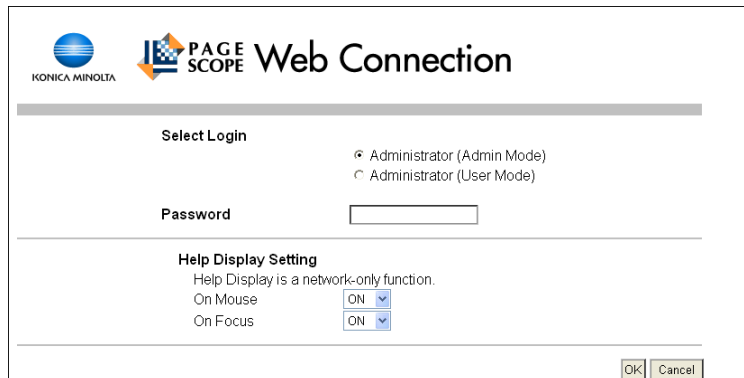 KONICA MINOLTA
PAGE SCOPE Web Connection
Select Login
Administrator (Admin Mode)
Administrator (User Mode)
Password
Help Display Setting
Help Display is a network-only function.
On Mouse ON
On Focus ON
OK Cancel